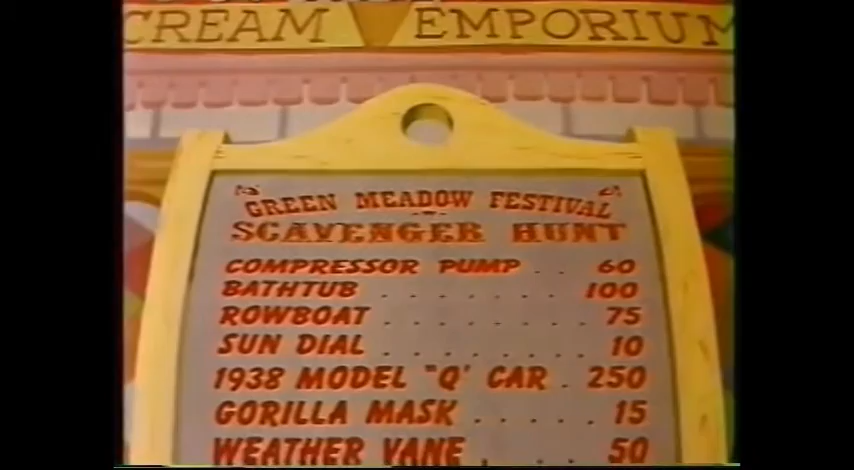 CREAM EMPORIUM
GREEN MEADOW FESTIVAL
SCAVENGER HUNT
COMPRESSOR PUMP . . 60
BATHTUB . . . . . . . 100
ROWBOAT . . . . . . . . 75
SUN DIAL . . . . . . . . 10
1938 MODEL "Q' CAR . 250
GORILLA MASK . . . . . 15
WEATHER VANE . . . . 50